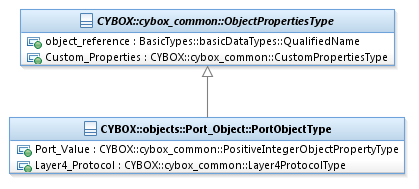 CYBOX::cybox_common::ObjectPropertiesType
object_reference : BasicTypes::basicDataTypes::QualifiedName
Custom_Properties : CYBOX::cybox_common::CustomPropertiesType
CYBOX::objects::Port_Object::PortObjectType
Port_Value : CYBOX::cybox_common::PositiveIntegerObjectPropertyType
Layer4_Protocol : CYBOX::cybox_common::Layer4ProtocolType